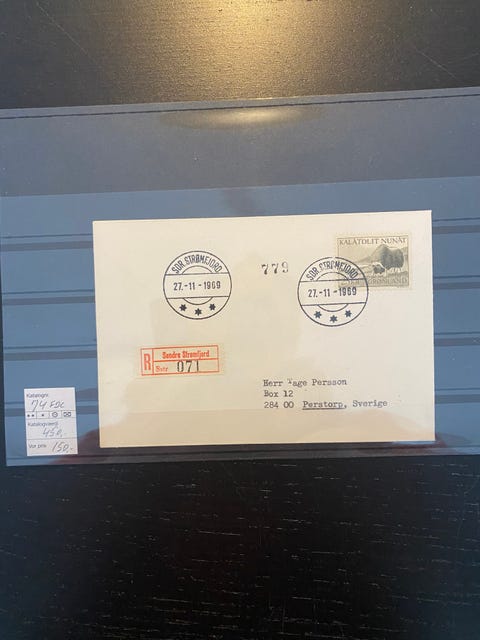 KALÂTDLIT NUNÂT
GRØNLAND
SDR. STRØMFJORD
27.-11-1969
779
SDR. STRØMFJORD
27.-11-1969
R
Søndre Strømfjord
071
Herr Tage Persson
Box 12
284 00 Perstorp, Sverige
Katalognr.
74 FDC
Katalogværdi
450,-
Vor pris
150,-